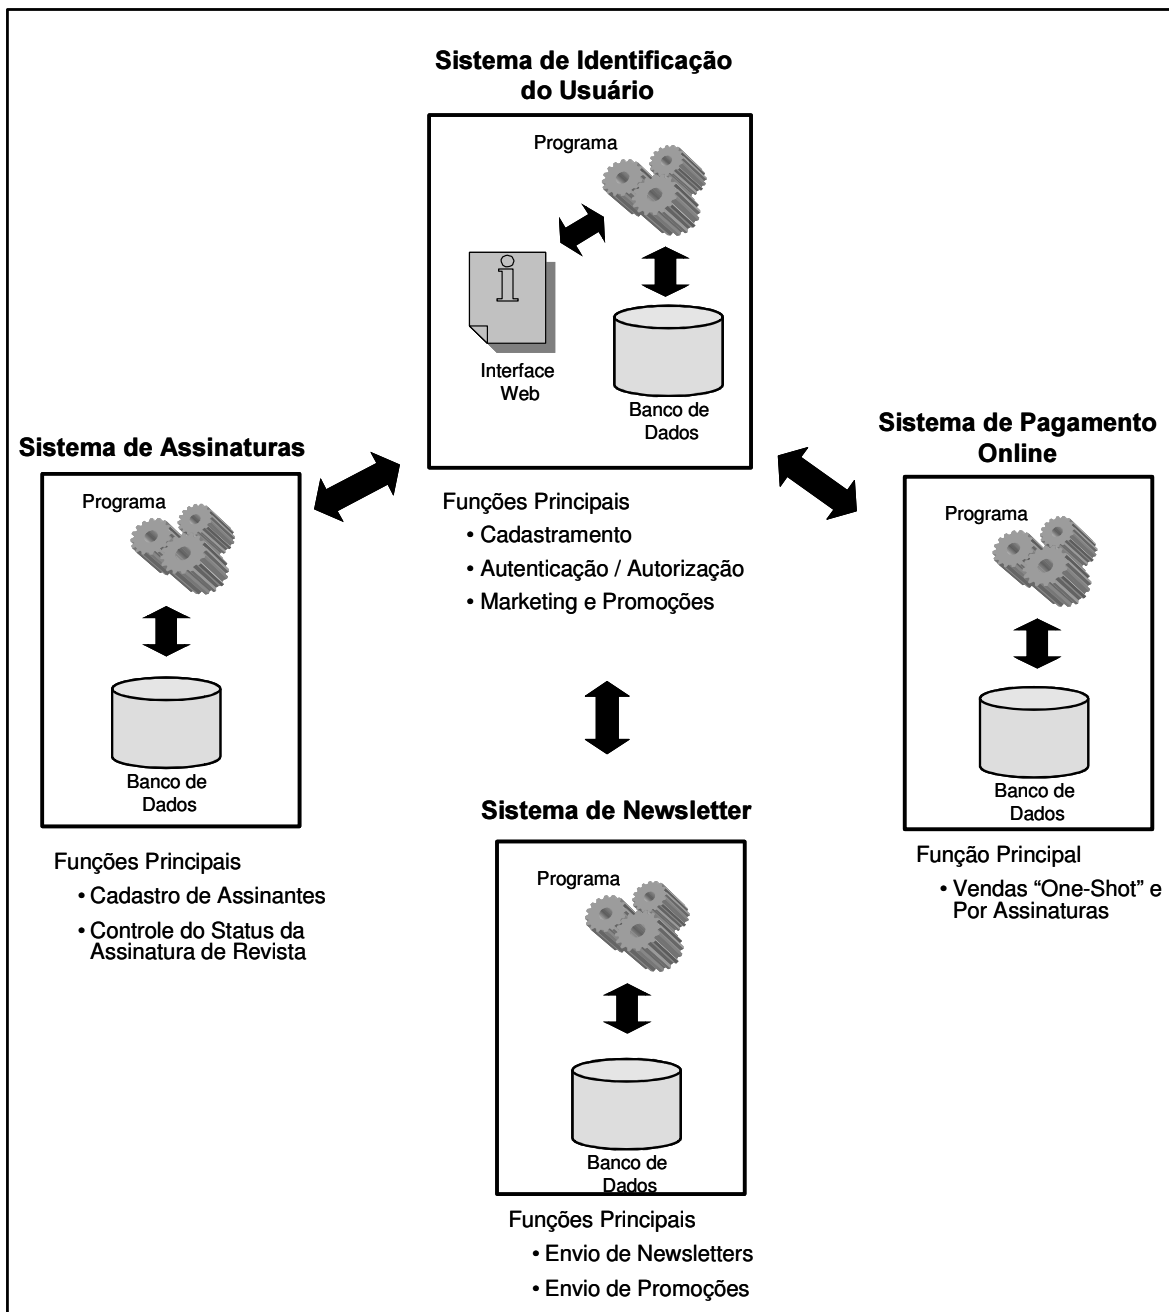 Sistema de Identificação
do Usuário
Programa
Interface
Web
Banco de
Dados
Funções Principais
• Cadastramento
• Autenticação / Autorização
• Marketing e Promoções
Sistema de Assinaturas
Programa
Banco de
Dados
Funções Principais
• Cadastro de Assinantes
• Controle do Status da
Assinatura de Revista
Sistema de Pagamento
Online
Programa
Banco de
Dados
Função Principal
• Vendas “One-Shot” e
Por Assinaturas
Sistema de Newsletter
Programa
Banco de
Dados
Funções Principais
• Envio de Newsletters
• Envio de Promoções